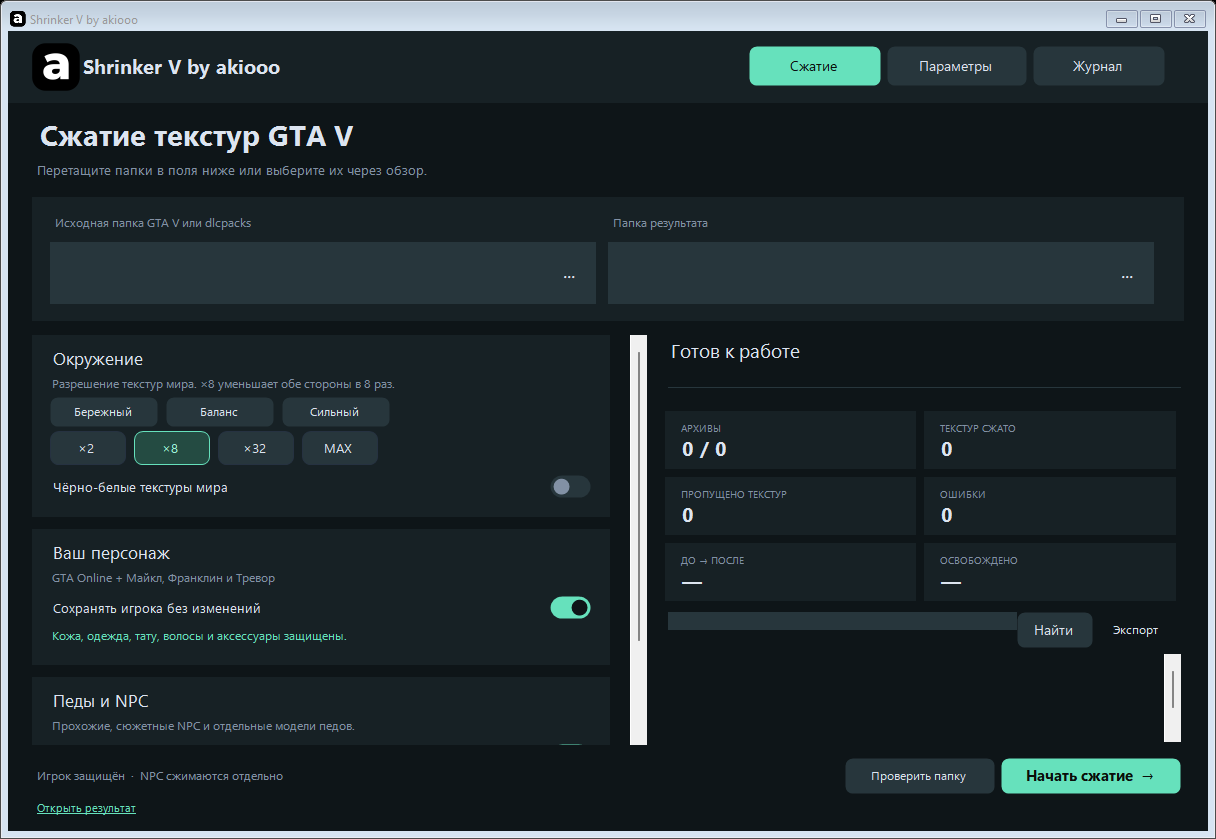 a Shrinker V by akiooo
a Shrinker V by akiooo
Сжатие
Параметры
Журнал
Сжатие текстур GTA V
Перетащите папки в поля ниже или выберите их через обзор.
Исходная папка GTA V или dlcpacks
...
Папка результата
...
Окружение
Разрешение текстур мира. ×8 уменьшает обе стороны в 8 раз.
Бережный
Баланс
Сильный
×2
×8
×32
MAX
Чёрно-белые текстуры мира
Ваш персонаж
GTA Online + Майкл, Франклин и Тревор
Сохранять игрока без изменений
Кожа, одежда, тату, волосы и аксессуары защищены.
Педы и NPC
Прохожие, сюжетные NPC и отдельные модели педов.
Готов к работе
АРХИВЫ
0 / 0
ТЕКСТУР СЖАТО
0
ПРОПУЩЕНО ТЕКСТУР
0
ОШИБКИ
0
ДО → ПОСЛЕ
—
ОСВОБОЖДЕНО
—
Найти
Экспорт
Игрок защищён · NPC сжимаются отдельно
Проверить папку
Начать сжатие →
Открыть результат